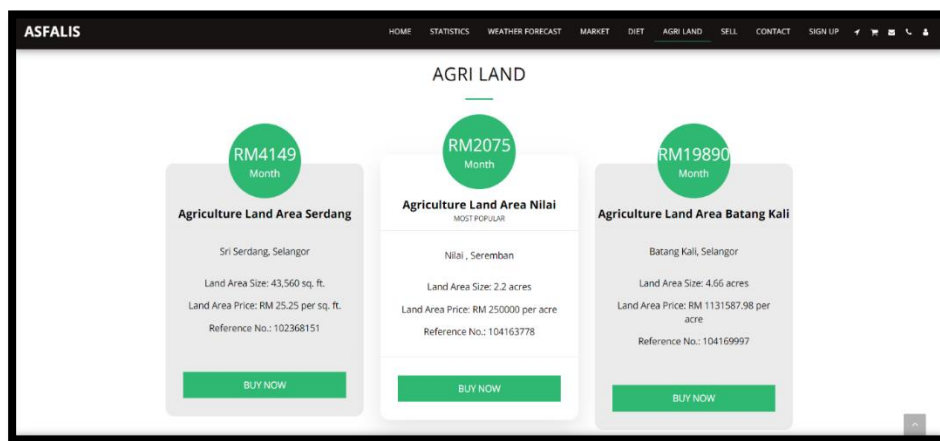 ASFALIS
HOME STATISTICS WEATHER FORECAST MARKET DIET AGRI LAND SELL CONTACT SIGN UP
AGRI LAND
RM4149
Month
Agriculture Land Area Serdang
Sri Serdang, Selangor
Land Area Size: 43,560 sq. ft.
Land Area Price: RM 25.25 per sq. ft.
Reference No.: 102368151
BUY NOW
RM2075
Month
Agriculture Land Area Nilai
MOST POPULAR
Nilai , Seremban
Land Area Size: 2.2 acres
Land Area Price: RM 250000 per acre
Reference No.: 104163778
BUY NOW
RM19890
Month
Agriculture Land Area Batang Kali
Batang Kali, Selangor
Land Area Size: 4.66 acres
Land Area Price: RM 1131587.98 per
acre
Reference No.: 104169997
BUY NOW